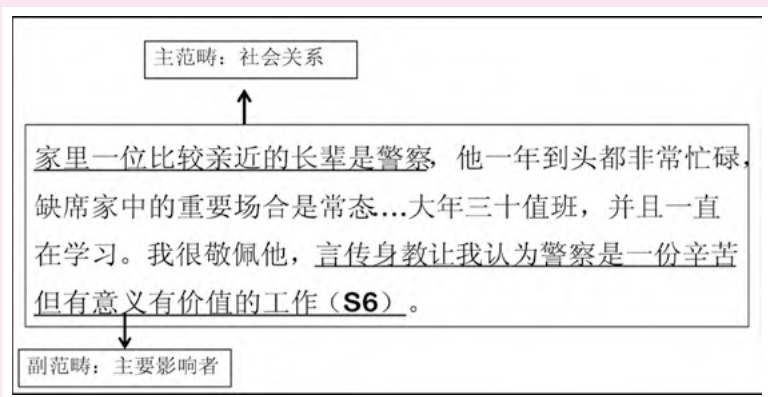 主范畴：社会关系
家里一位比较亲近的长辈是警察，他一年到头都非常忙碌，
缺席家中的重要场合是常态....大年三十值班，并且一直
在学习。我很敬佩他，言传身教让我认为警察是一份辛苦
但有意义有价值的工作（S6）。
副范畴：主要影响者